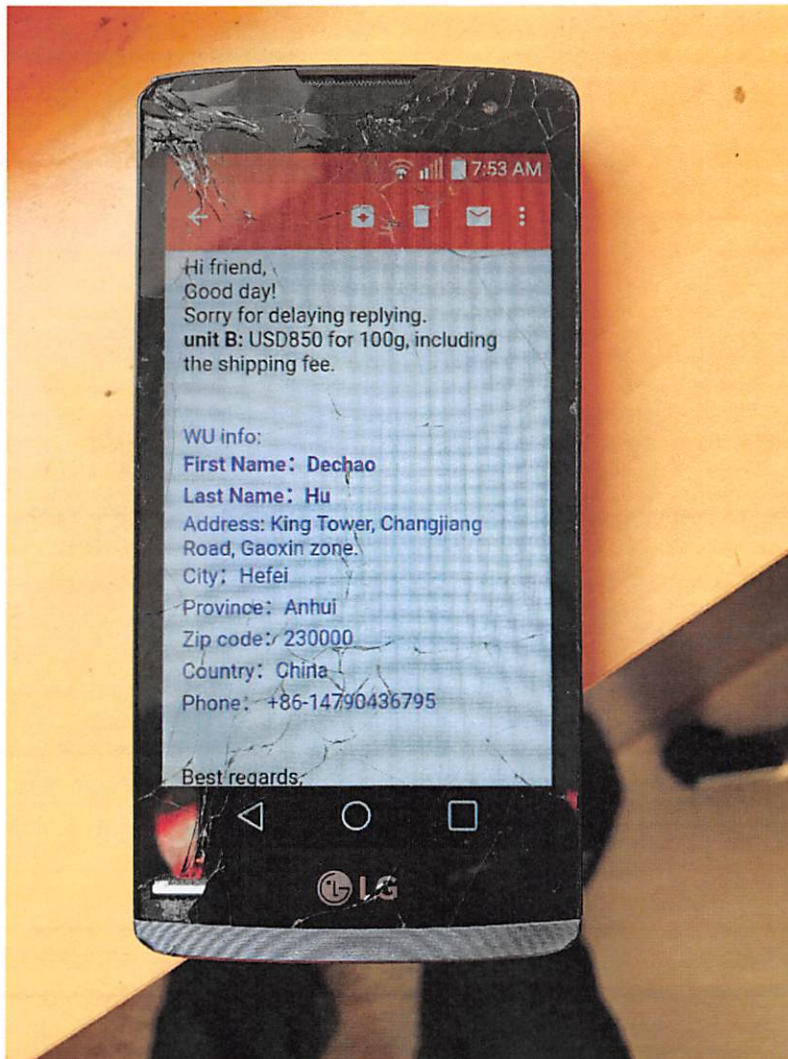 7:53 AM
Hi friend,
Good day!
Sorry for delaying replying.
unit B: USD850 for 100g, including
the shipping fee.
WU info:
First Name： Dechao
Last Name： Hu
Address: King Tower, Changjiang
Road, Gaoxin zone.
City： Hefei
Province： Anhui
Zip code： 230000
Country： China
Phone： +86-14790436795
Best regards,
LG